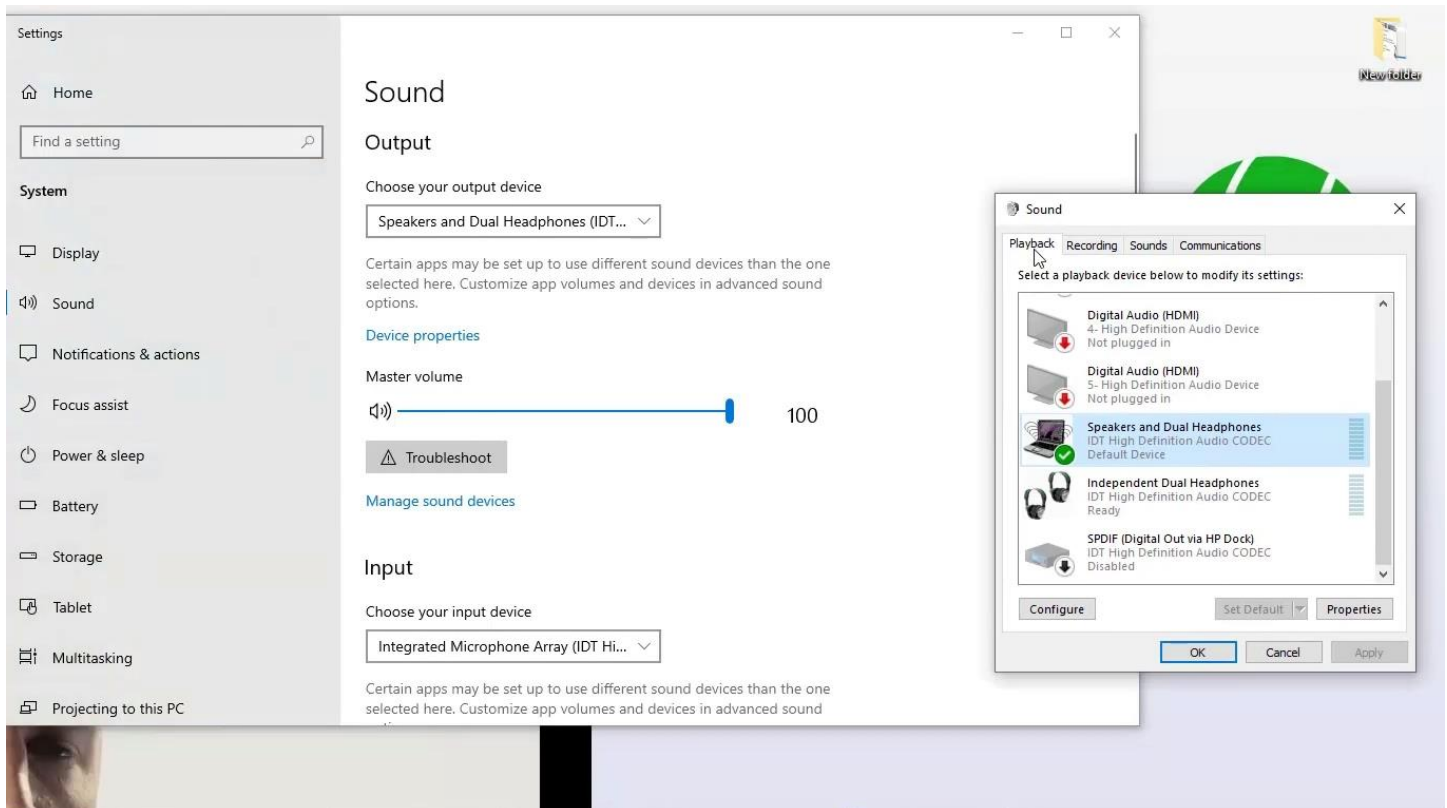 Settings
Home
Find a setting
System
Display
Sound
Notifications & actions
Focus assist
Power & sleep
Battery
Storage
Tablet
Multitasking
Projecting to this PC
Sound
Output
Choose your output device
Speakers and Dual Headphones (IDT...
Certain apps may be set up to use different sound devices than the one
selected here. Customize app volumes and devices in advanced sound
options.
Device properties
Master volume
100
Troubleshoot
Manage sound devices
Input
Choose your input device
Integrated Microphone Array (IDT Hi...
Certain apps may be set up to use different sound devices than the one
selected here. Customize app volumes and devices in advanced sound
New folder
Sound
Playback Recording Sounds Communications
Select a playback device below to modify its settings:
Digital Audio (HDMI)
4- High Definition Audio Device
Not plugged in
Digital Audio (HDMI)
5- High Definition Audio Device
Not plugged in
Speakers and Dual Headphones
IDT High Definition Audio CODEC
Default Device
Independent Dual Headphones
IDT High Definition Audio CODEC
Ready
SPDIF (Digital Out via HP Dock)
IDT High Definition Audio CODEC
Disabled
Configure Set Default Properties
OK Cancel Apply